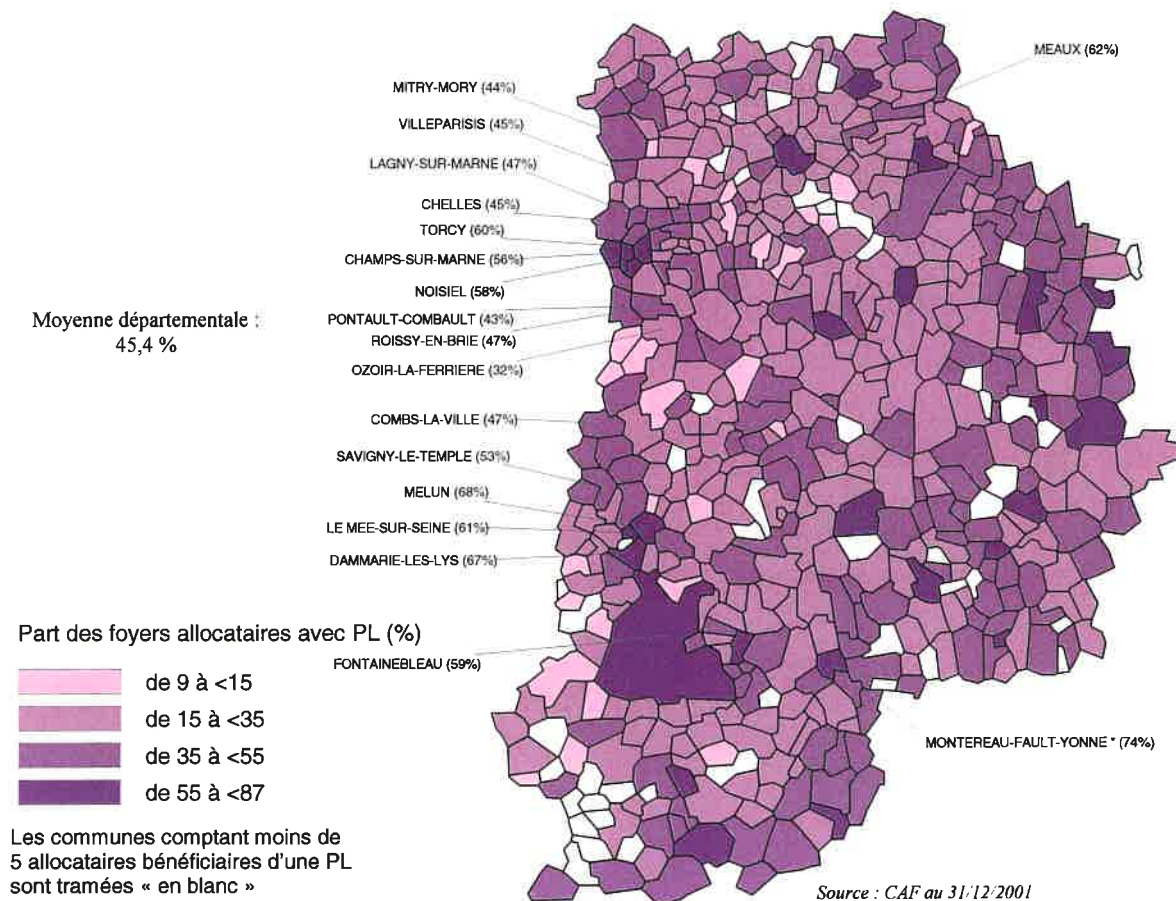 MEAUX (62%)
MITRY-MORY (44%)
VILLEPARISIS (45%)
LAGNY-SUR-MARNE (47%)
CHELLES (45%)
TORCY (60%)
CHAMPS-SUR-MARNE (56%)
NOISIEL (58%)
Moyenne départementale :
45,4 %
PONTAULT-COMBAULT (43%)
ROISSY-EN-BRIE (47%)
OZOIR-LA-FERRIERE (32%)
COMBS-LA-VILLE (47%)
SAVIGNY-LE-TEMPLE (53%)
MELUN (68%)
LE MEE-SUR-SEINE (61%)
DAMMARIE-LES-LYS (67%)
FONTAINEBLEAU (59%)
MONTEREAU-FAULT-YONNE * (74%)
Part des foyers allocataires avec PL (%)
de 9 à <15
de 15 à <35
de 35 à <55
de 55 à <87
Les communes comptant moins de
5 allocataires bénéficiaires d'une PL
sont tramées « en blanc »
Source : CAF au 31/12/2001